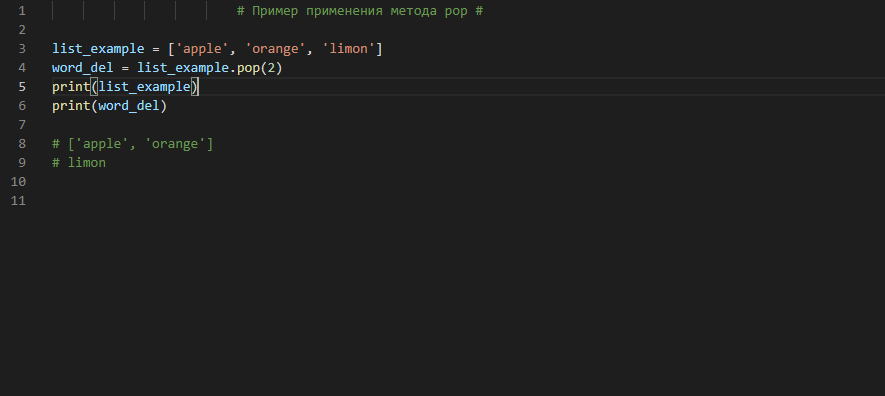 1 # Пример применения метода pop #
2
3 list_example = ['apple', 'orange', 'limon']
4 word_del = list_example.pop(2)
5 print(list_example)
6 print(word_del)
7
8 # ['apple', 'orange']
9 # limon
10
11